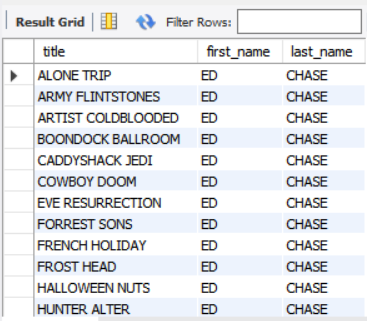 Result Grid Filter Rows:
title first_name last_name
ALONE TRIP ED CHASE
ARMY FLINTSTONES ED CHASE
ARTIST COLDBLOODED ED CHASE
BOONDOCK BALLROOM ED CHASE
CADDYSHACK JEDI ED CHASE
COWBOY DOOM ED CHASE
EVE RESURRECTION ED CHASE
FORREST SONS ED CHASE
FRENCH HOLIDAY ED CHASE
FROST HEAD ED CHASE
HALLOWEEN NUTS ED CHASE
HUNTER ALTER ED CHASE